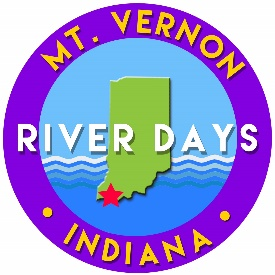 MT. VERNON
RIVER DAYS
• INDIANA •